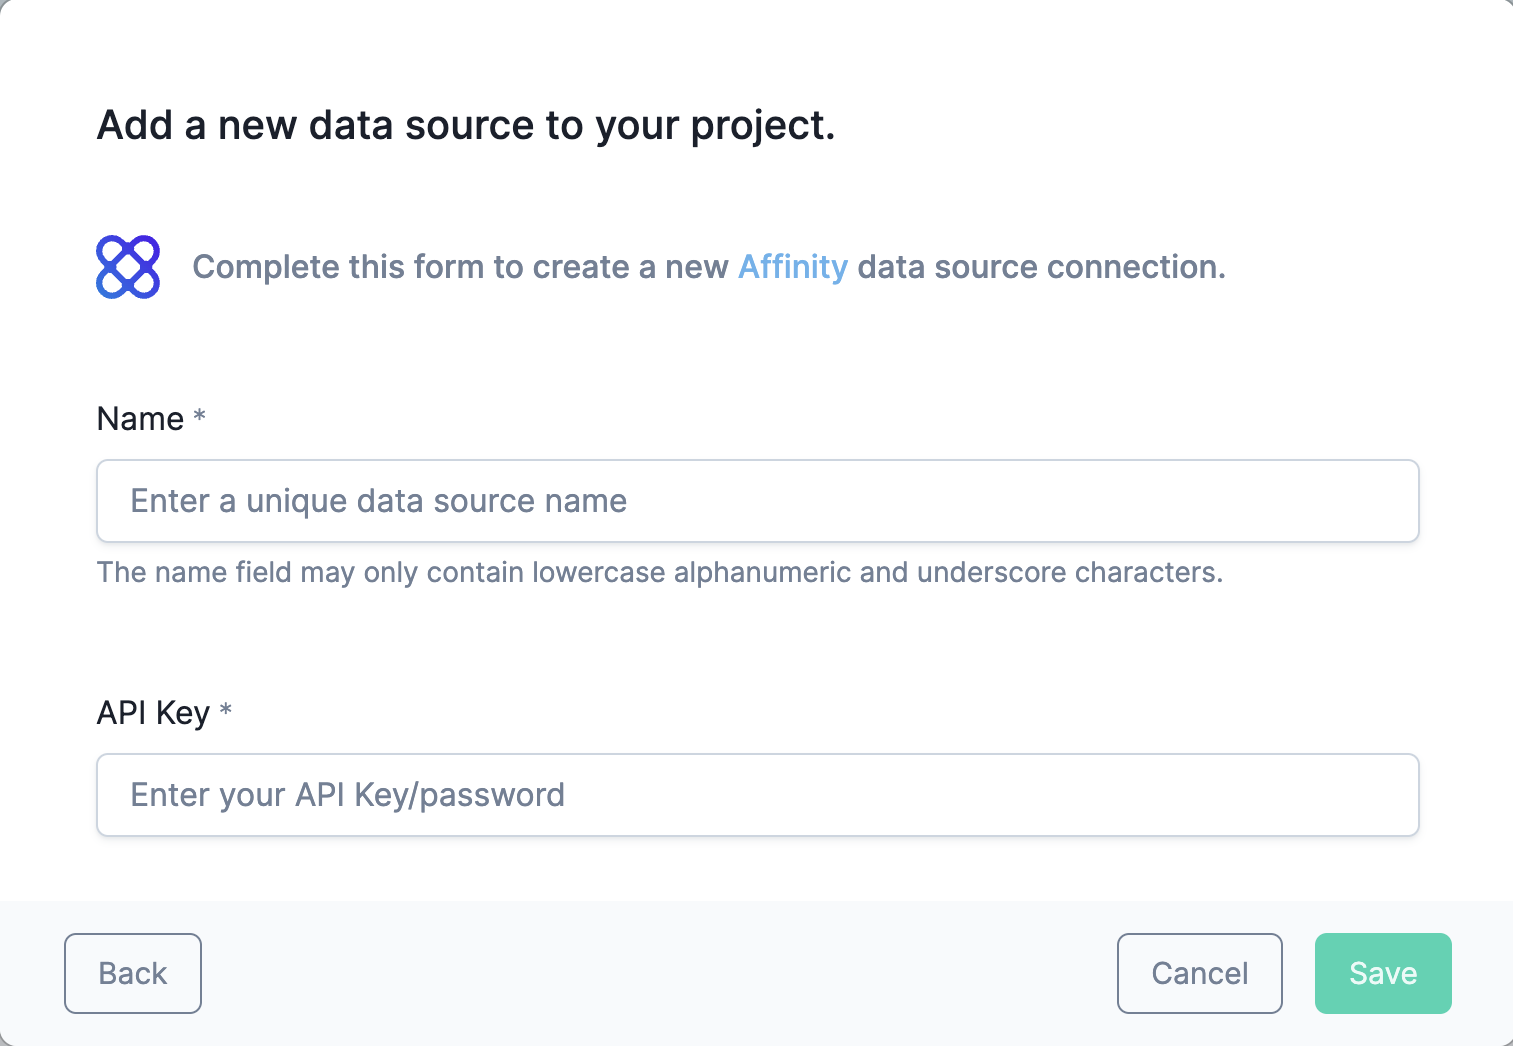 Add a new data source to your project.
Complete this form to create a new Affinity data source connection.
Name *
Enter a unique data source name
The name field may only contain lowercase alphanumeric and underscore characters.
API Key *
Enter your API Key/password
Back
Cancel
Save